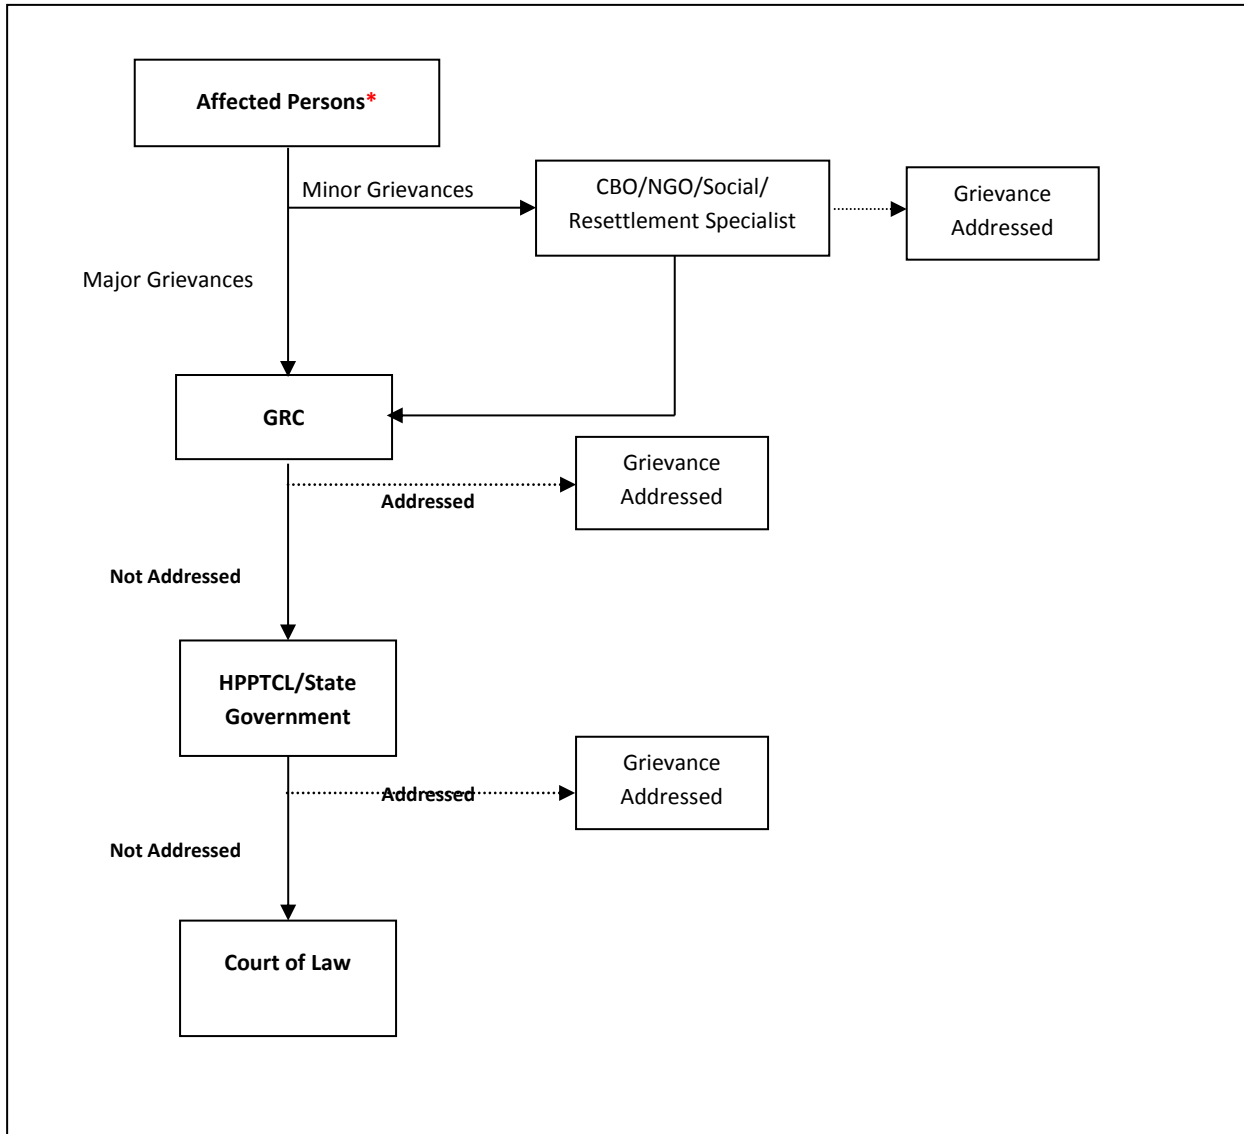 Affected Persons*
Minor Grievances
CBO/NGO/Social/
Resettlement Specialist
Grievance
Addressed
Major Grievances
GRC
Grievance
Addressed
Addressed
Not Addressed
HPPTCL/State
Government
Grievance
Addressed
Addressed
Not Addressed
Court of Law